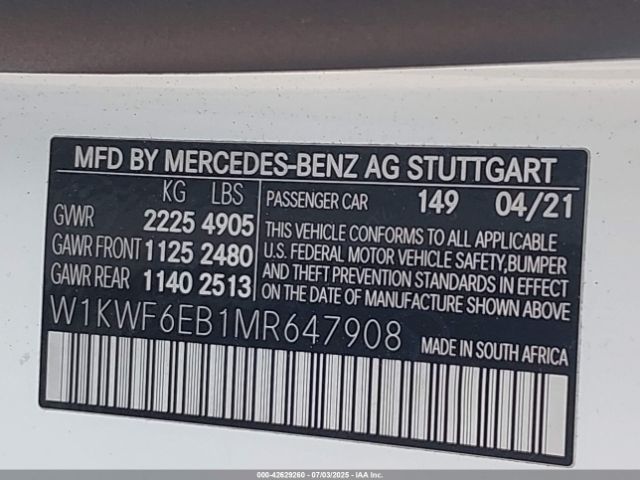 MFD BY MERCEDES-BENZ AG STUTTGART
KG LBS
GVWR 2225 4905
GAWR FRONT 1125 2480
GAWR REAR 1140 2513
PASSENGER CAR 149 04/21
THIS VEHICLE CONFORMS TO ALL APPLICABLE
U.S. FEDERAL MOTOR VEHICLE SAFETY,BUMPER
AND THEFT PREVENTION STANDARDS IN EFFECT
ON THE DATE OF MANUFACTURE SHOWN ABOVE.
W1KWF6EB1MR647908
MADE IN SOUTH AFRICA
000-42629260 - 07/03/2025 - IAAI.COM